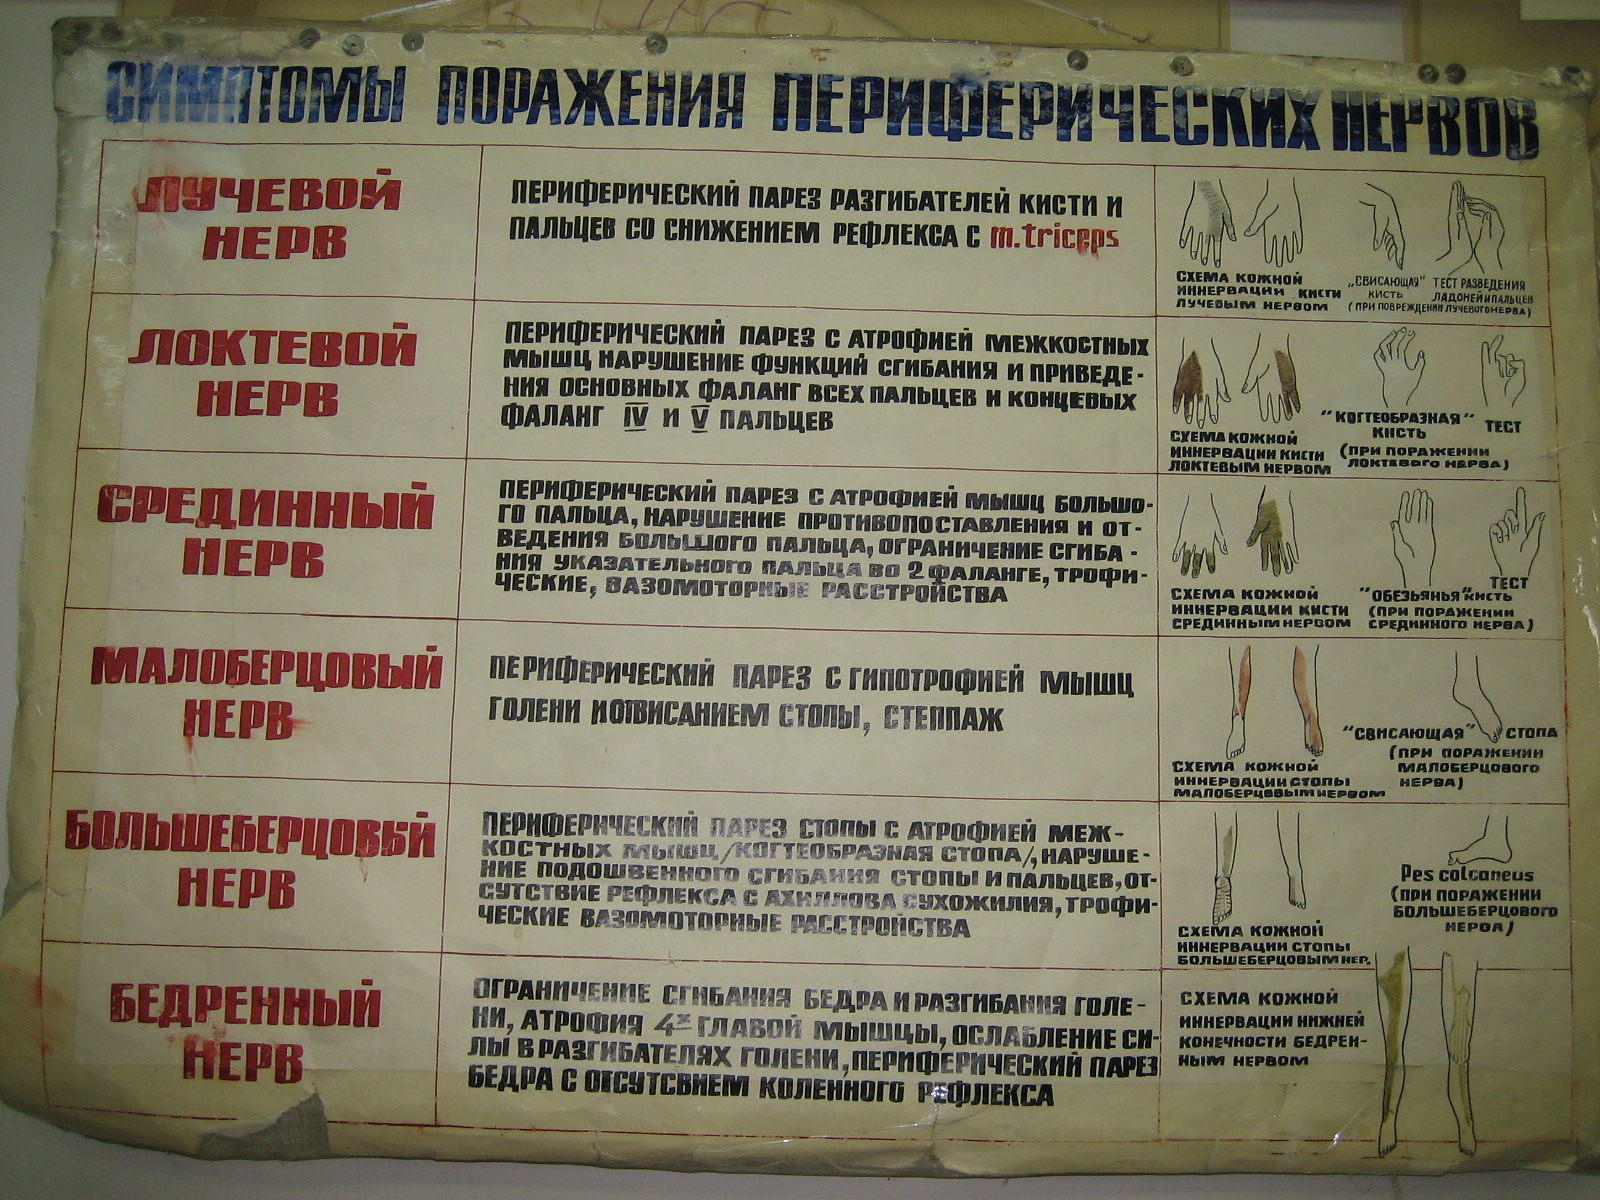 СИМПТОМЫ ПОРАЖЕНИЯ ПЕРИФЕРИЧЕСКИХ НЕРВОВ
ЛУЧЕВОЙ
НЕРВ
ПЕРИФЕРИЧЕСКИЙ ПАРЕЗ РАЗГИБАТЕЛЕЙ КИСТИ И
ПАЛЬЦЕВ СО СНИЖЕНИЕМ РЕФЛЕКСА С m.triceps
СХЕМА КОЖНОЙ
ИННЕРВАЦИИ КИСТИ
ЛУЧЕВЫМ НЕРВОМ
„СВИСАЮЩАЯ"
КИСТЬ
ТЕСТ РАЗВЕДЕНИЯ
ЛАДОНЕЙ И ПАЛЬЦЕВ
(ПРИ ПОВРЕЖДЕНИИ ЛУЧЕВОГО НЕРВА)
ЛОКТЕВОЙ
НЕРВ
ПЕРИФЕРИЧЕСКИЙ ПАРЕЗ С АТРОФИЕЙ МЕЖКОСТНЫХ
МЫШЦ НАРУШЕНИЕ ФУНКЦИЙ СГИБАНИЯ И ПРИВЕДЕ-
НИЯ ОСНОВНЫХ ФАЛАНГ ВСЕХ ПАЛЬЦЕВ И КОНЦЕВЫХ
ФАЛАНГ IV И V ПАЛЬЦЕВ
СХЕМА КОЖНОЙ
ИННЕРВАЦИИ КИСТИ
ЛОКТЕВЫМ НЕРВОМ
"КОГТЕОБРАЗНАЯ"
КИСТЬ
ТЕСТ
(ПРИ ПОРАЖЕНИИ
ЛОКТЕВОГО НЕРВА)
СРЕДИННЫЙ
НЕРВ
ПЕРИФЕРИЧЕСКИЙ ПАРЕЗ С АТРОФИЕЙ МЫШЦ БОЛЬШО-
ГО ПАЛЬЦА, НАРУШЕНИЕ ПРОТИВОПОСТАВЛЕНИЯ И ОТ-
ВЕДЕНИЯ БОЛЬШОГО ПАЛЬЦА, ОГРАНИЧЕНИЕ СГИБА -
НИЯ УКАЗАТЕЛЬНОГО ПАЛЬЦА ВО 2 ФАЛАНГЕ, ТРОФИ-
ЧЕСКИЕ, ВАЗОМОТОРНЫЕ РАССТРОЙСТВА
СХЕМА КОЖНОЙ
ИННЕРВАЦИИ КИСТИ
СРЕДИННЫМ НЕРВОМ
ТЕСТ
"ОБЕЗЬЯНЬЯ" КИСТЬ
(ПРИ ПОРАЖЕНИИ
СРЕДИННОГО НЕРВА)
МАЛОБЕРЦОВЫЙ
НЕРВ
ПЕРИФЕРИЧЕСКИЙ ПАРЕЗ С ГИПОТРОФИЕЙ МЫШЦ
ГОЛЕНИ И ОТВИСАНИЕМ СТОПЫ, СТЕППАЖ
СХЕМА КОЖНОЙ
ИННЕРВАЦИИ СТОПЫ
МАЛОБЕРЦОВЫМ НЕРВОМ
"СВИСАЮЩАЯ" СТОПА
(ПРИ ПОРАЖЕНИИ
МАЛОБЕРЦОВОГО
НЕРВА)
БОЛЬШЕБЕРЦОВЫЙ
НЕРВ
ПЕРИФЕРИЧЕСКИЙ ПАРЕЗ СТОПЫ С АТРОФИЕЙ МЕЖ-
КОСТНЫХ МЫШЦ /КОГТЕОБРАЗНАЯ СТОПА/, НАРУШЕ-
НИЕ ПОДОШВЕННОГО СГИБАНИЯ СТОПЫ И ПАЛЬЦЕВ, ОТ-
СУТСТВИЕ РЕФЛЕКСА С АХИЛЛОВА СУХОЖИЛИЯ, ТРОФИ-
ЧЕСКИЕ ВАЗОМОТОРНЫЕ РАССТРОЙСТВА
СХЕМА КОЖНОЙ
ИННЕРВАЦИИ СТОПЫ
БОЛЬШЕБЕРЦОВЫМ НЕР.
Pes calcaneus
(ПРИ ПОРАЖЕНИИ
БОЛЬШЕБЕРЦОВОГО
НЕРОА)
БЕДРЕННЫЙ
НЕРВ
ОГРАНИЧЕНИЕ СГИБАНИЯ БЕДРА И РАЗГИБАНИЯ ГОЛЕ-
НИ, АТРОФИЯ 4х ГЛАВОЙ МЫШЦЫ, ОСЛАБЛЕНИЕ СИ-
ЛЫ В РАЗГИБАТЕЛЯХ ГОЛЕНИ, ПЕРИФЕРИЧЕСКИЙ ПАРЕЗ
БЕДРА С ОТСУТСВИЕМ КОЛЕННОГО РЕФЛЕКСА
СХЕМА КОЖНОЙ
ИННЕРВАЦИИ НИЖНЕЙ
КОНЕЧНОСТИ БЕДРЕН-
НЫМ НЕРВОМ